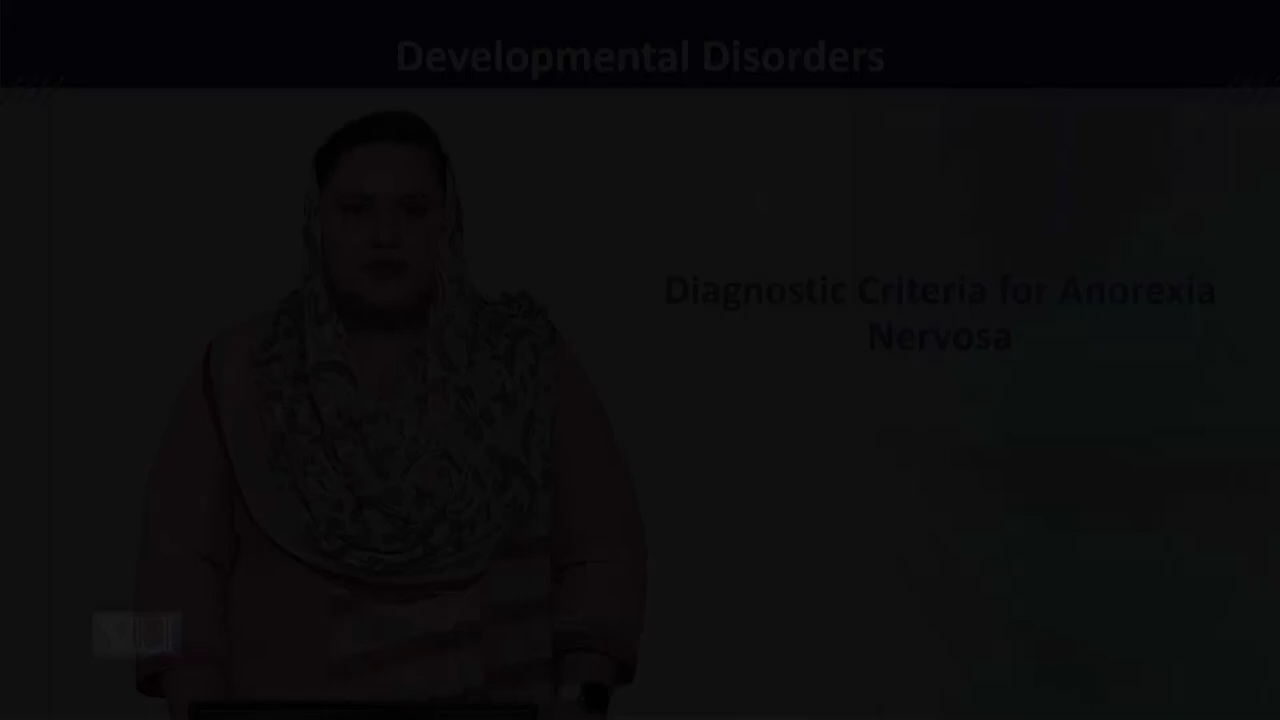 Developmental Disorders
Diagnostic Criteria for Anorexia
Nervosa